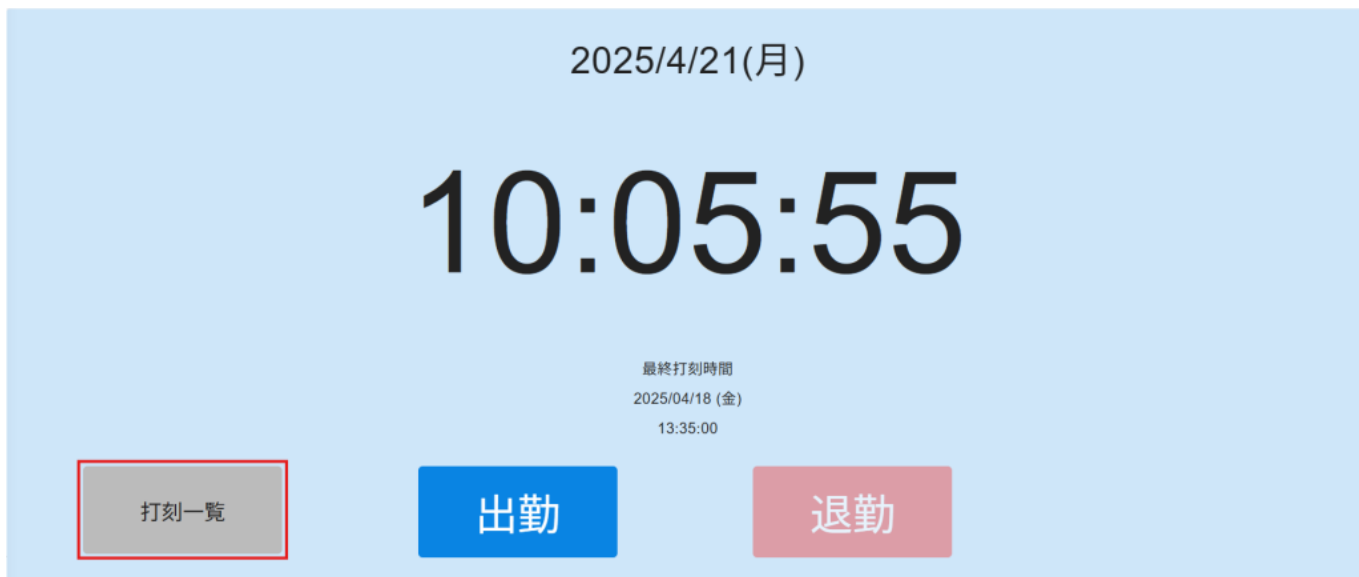 2025/4/21(月)
10:05:55
最終打刻時間
2025/04/18 (金)
13:35:00
打刻一覧
出勤
退勤